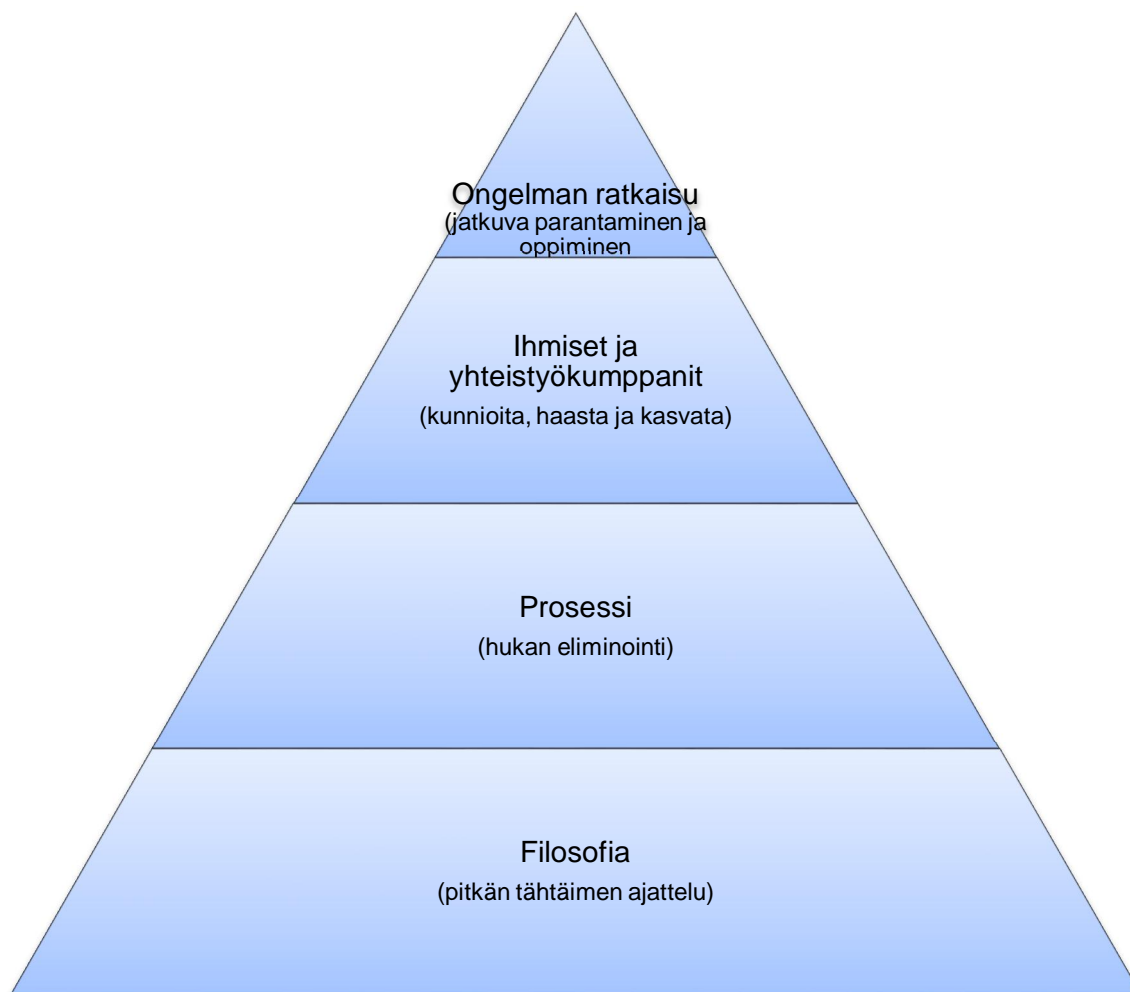 Ongelman ratkaisu
(jatkuva parantaminen ja
oppiminen
Ihmiset ja
yhteistyökumppanit
(kunnioita, haasta ja kasvata)
Prosessi
(hukan eliminointi)
Filosofia
(pitkän tähtäimen ajattelu)